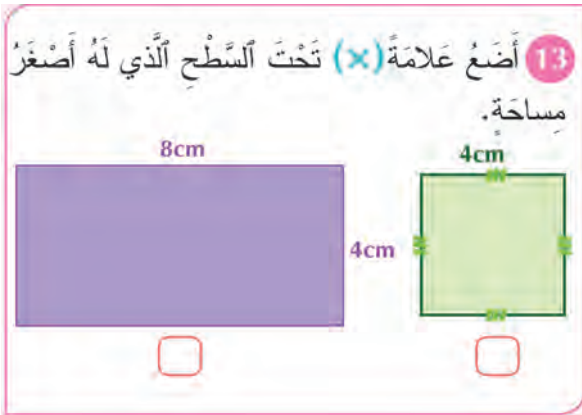 13 أَضَعُ عَلامَةً (×) تَحْتَ ٱلسَّطْحِ ٱلَّذي لَهُ أَصْغَرُ
مِساحَةٍ.
8cm
4cm
4cm